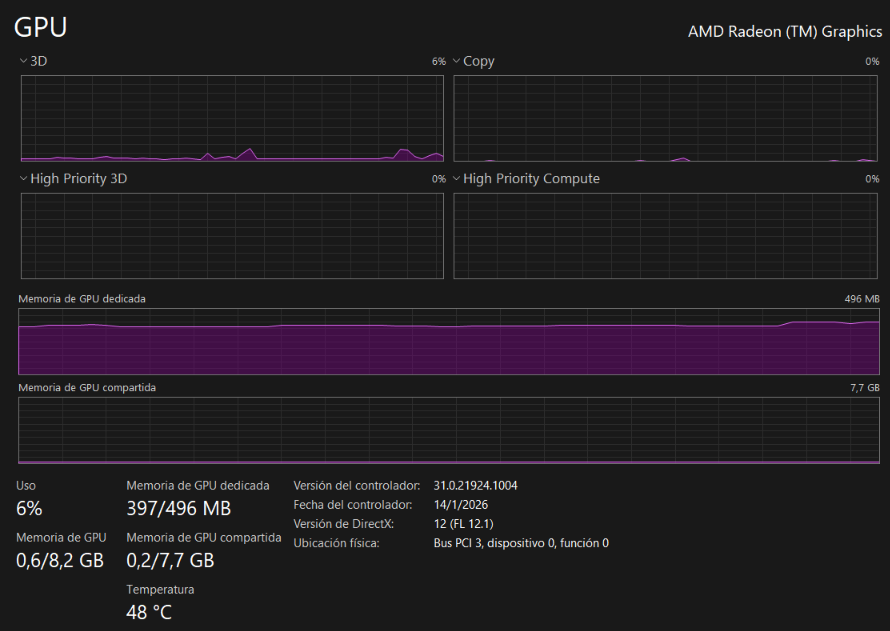 GPU
AMD Radeon (TM) Graphics
3D 6%
Copy 0%
High Priority 3D 0%
High Priority Compute 0%
Memoria de GPU dedicada 496 MB
Memoria de GPU compartida 7,7 GB
Uso
6%
Memoria de GPU dedicada
397/496 MB
Versión del controlador: 31.0.21924.1004
Fecha del controlador: 14/1/2026
Versión de DirectX: 12 (FL 12.1)
Ubicación física: Bus PCI 3, dispositivo 0, función 0
Memoria de GPU
0,6/8,2 GB
Memoria de GPU compartida
0,2/7,7 GB
Temperatura
48 °C